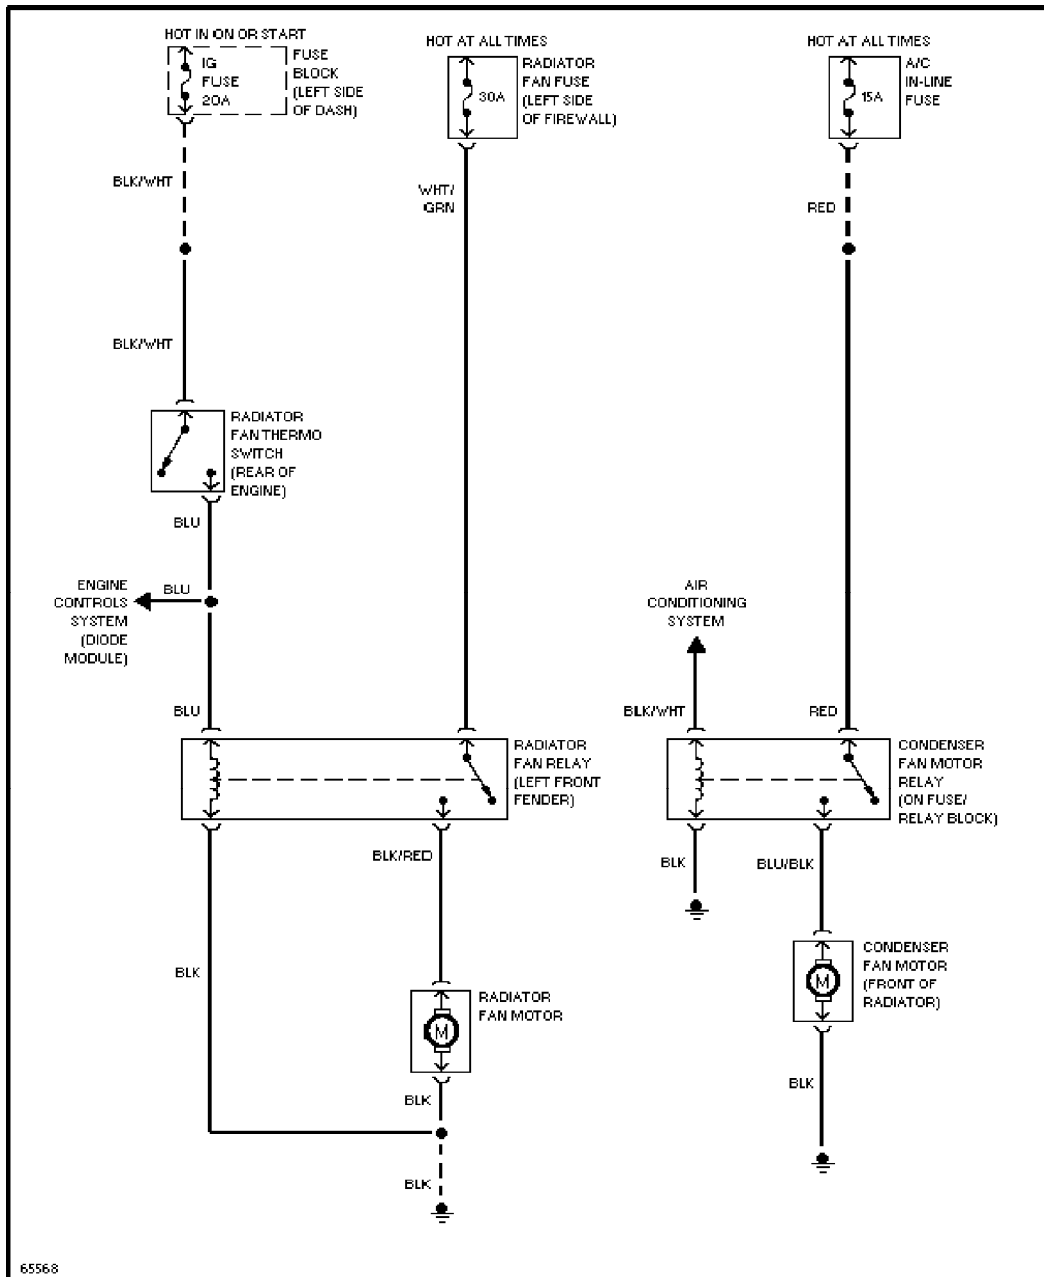 HOT IN ON OR START
IG
FUSE
20A
FUSE
BLOCK
(LEFT SIDE
OF DASH)
HOT AT ALL TIMES
30A
RADIATOR
FAN FUSE
(LEFT SIDE
OF FIREWALL)
HOT AT ALL TIMES
15A
A/C
IN-LINE
FUSE
BLK/WHT
WHT/
GRN
RED
BLK/WHT
RADIATOR
FAN THERMO
SWITCH
(REAR OF
ENGINE)
BLU
ENGINE
CONTROLS
SYSTEM
(DIODE
MODULE)
BLU
AIR
CONDITIONING
SYSTEM
BLU
BLK/WHT
RED
RADIATOR
FAN RELAY
(LEFT FRONT
FENDER)
CONDENSER
FAN MOTOR
RELAY
(ON FUSE/
RELAY BLOCK)
BLK/RED
BLK
BLU/BLK
BLK
M
RADIATOR
FAN MOTOR
M
CONDENSER
FAN MOTOR
(FRONT OF
RADIATOR)
BLK
BLK
BLK
65568